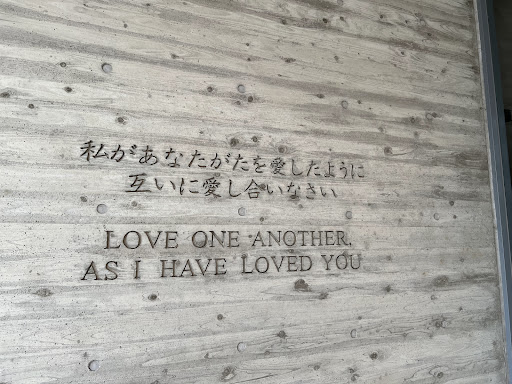 私があなたがたを愛したように
互いに愛し合いなさい
LOVE ONE ANOTHER,
AS I HAVE LOVED YOU